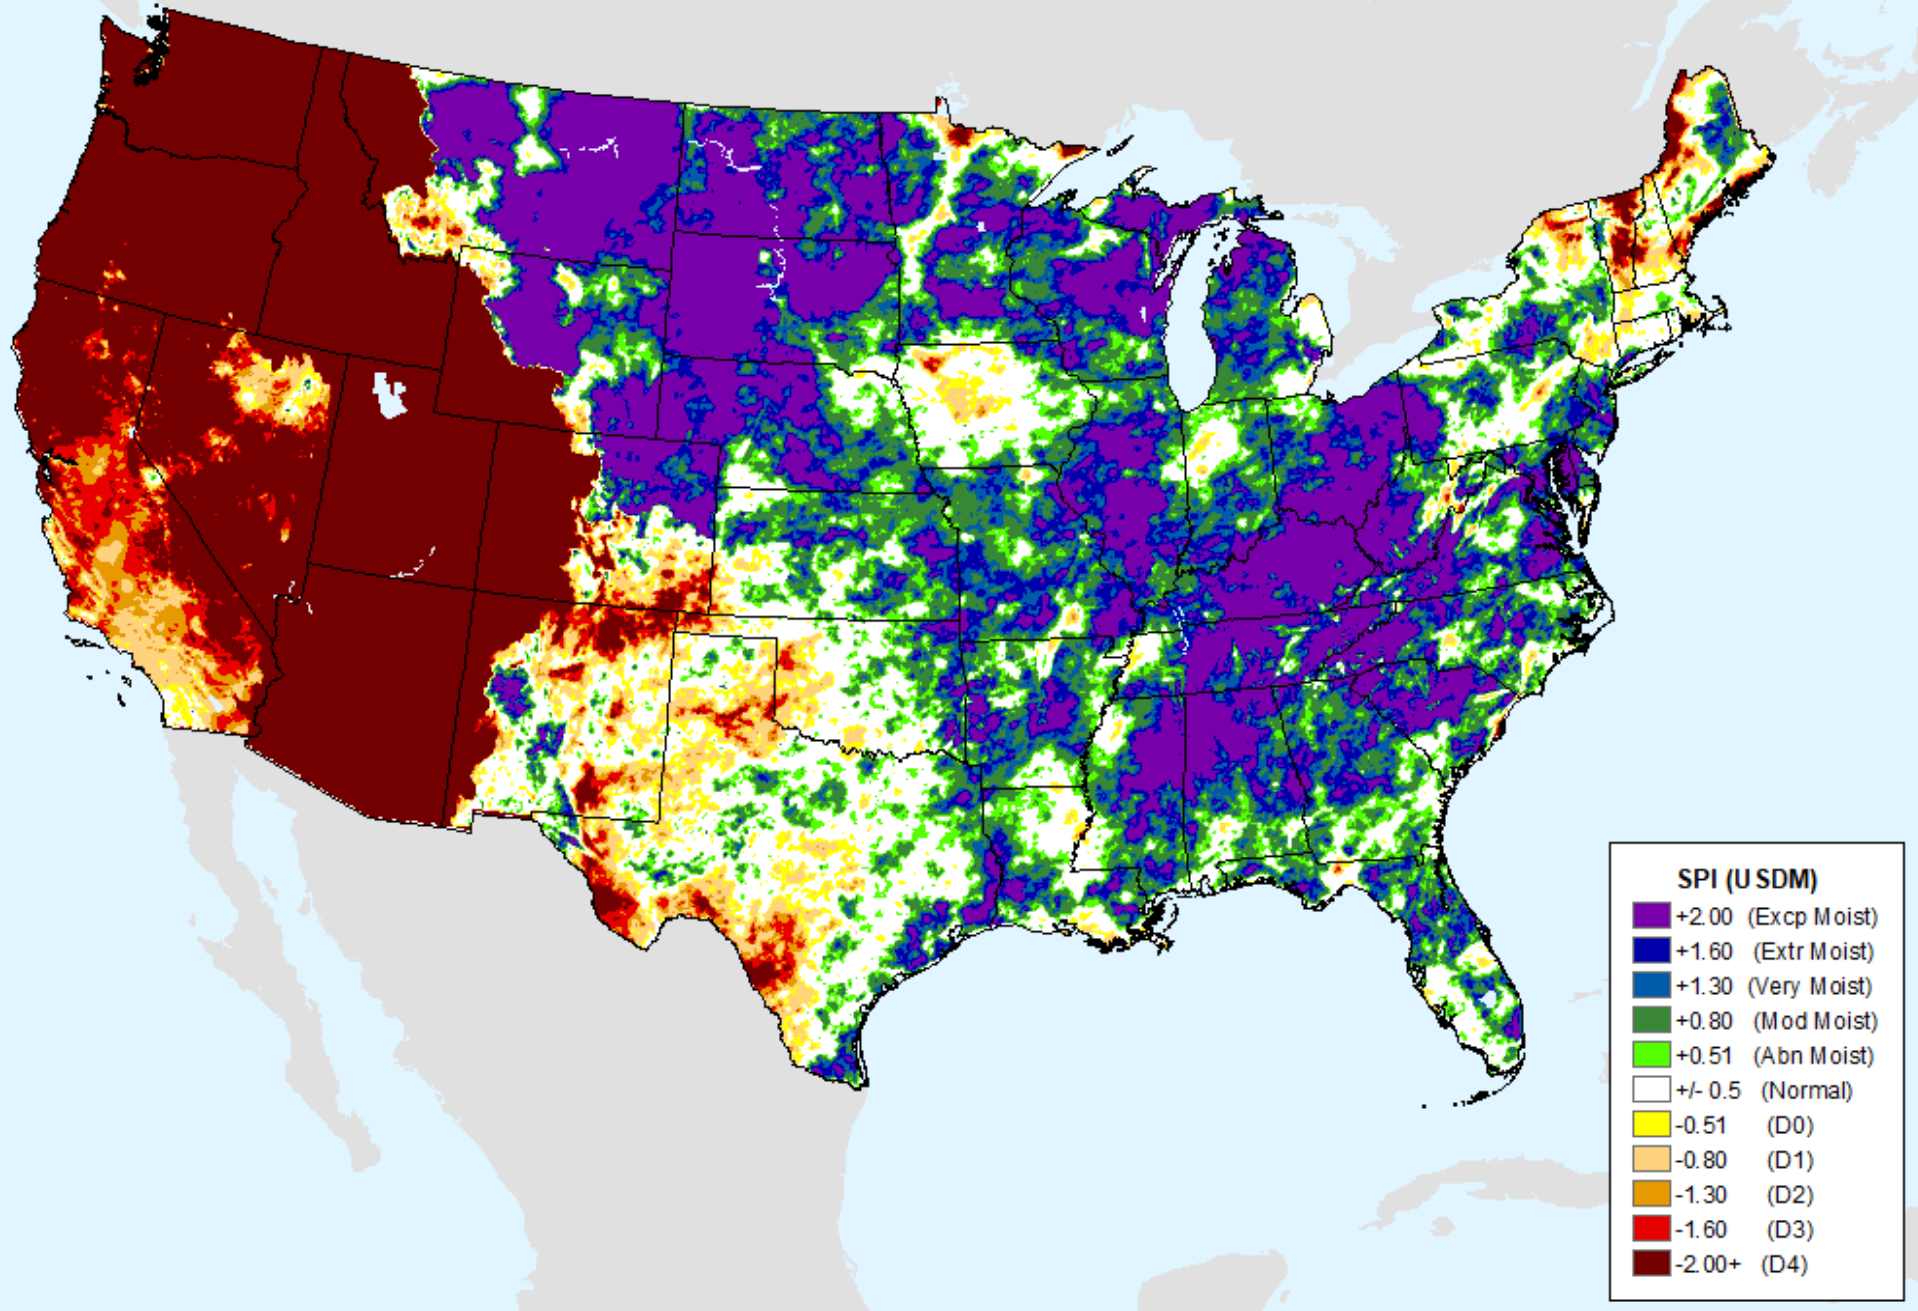 SPI (USDM)
+2.00 (Excp Moist)
+1.60 (Extr Moist)
+1.30 (Very Moist)
+0.80 (Mod Moist)
+0.51 (Abn Moist)
+/- 0.5 (Normal)
-0.51 (D0)
-0.80 (D1)
-1.30 (D2)
-1.60 (D3)
-2.00+ (D4)